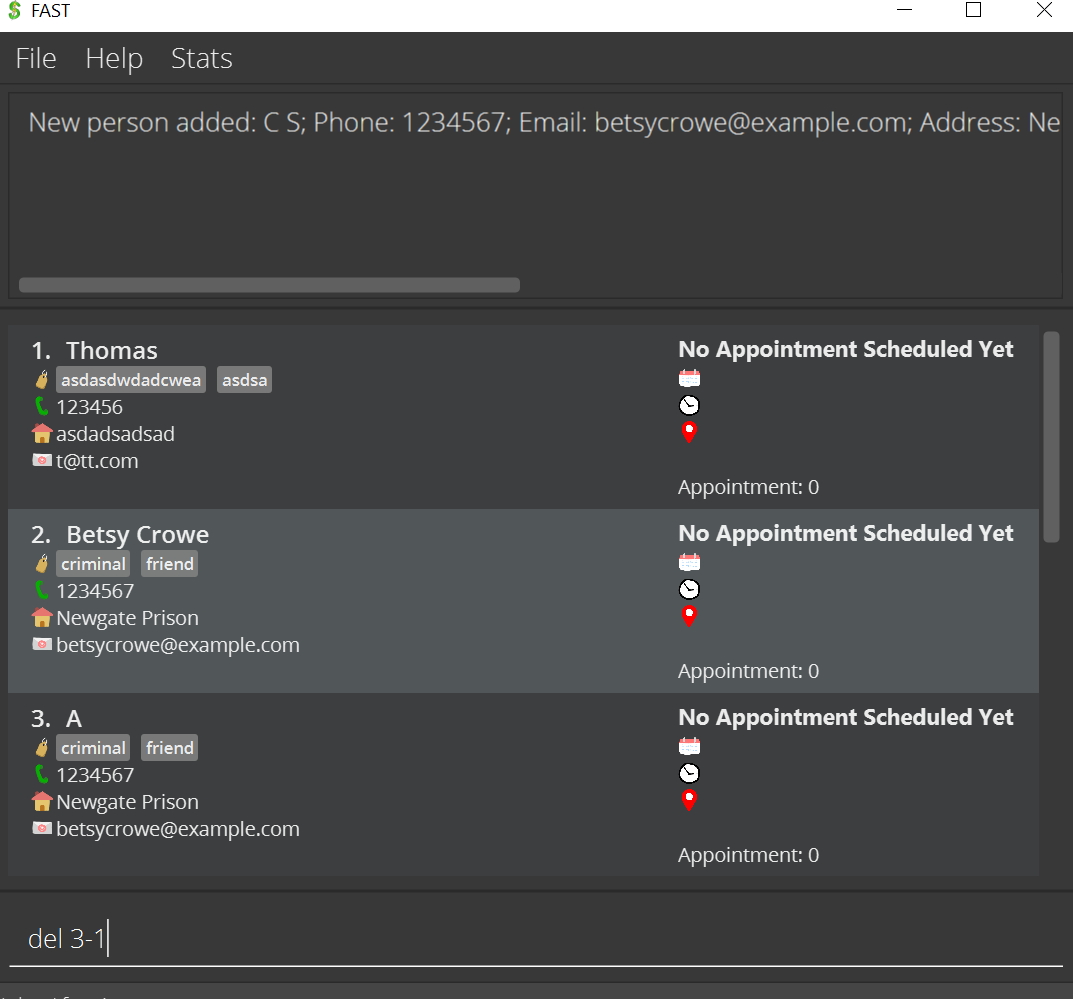 FAST
File Help Stats
New person added: C S; Phone: 1234567; Email: betsycrowe@example.com; Address: Ne
1. Thomas
asdasdwdadcwea asdsa
123456
asdadsadsad
t@tt.com
No Appointment Scheduled Yet
Appointment: 0
2. Betsy Crowe
criminal friend
1234567
Newgate Prison
betsycrowe@example.com
No Appointment Scheduled Yet
Appointment: 0
3. A
criminal friend
1234567
Newgate Prison
betsycrowe@example.com
No Appointment Scheduled Yet
Appointment: 0
del 3-1